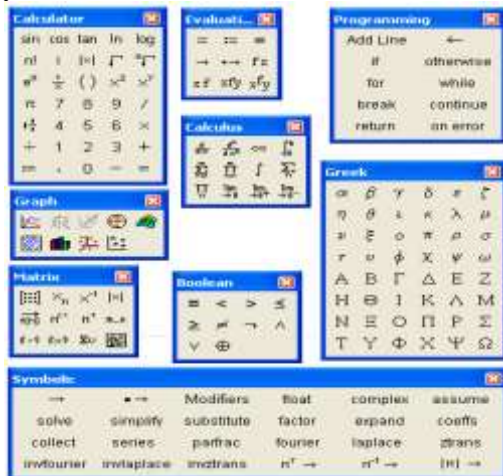 Calculator
sin cos tan ln log
n! i |×|
( )
π 7 8 9 /
4 5 6 ×
÷ 1 2 3 +
. 0 − =
Evaluati...
= := ≡
→
xf xfy
Programming
Add Line ←
if otherwise
for while
break continue
return on error
Calculus
Graph
Matrix
Boolean
= < > ≤
≥ ≠ ¬ ∧
∨ ⊕
Greek
α β γ δ ε ζ
η θ ι κ λ μ
ν ξ ο π ρ σ
τ υ φ χ ψ ω
Α Β Γ Δ Ε Ζ
Η Θ Ι Κ Λ Μ
Ν Ξ Ο Π Ρ Σ
Τ Υ Φ Χ Ψ Ω
Symbolic
→ ▪ → Modifiers float complex assume
solve simplify substitute factor expand coeffs
collect series parfrac fourier laplace ztrans
invfourier invlaplace invztrans